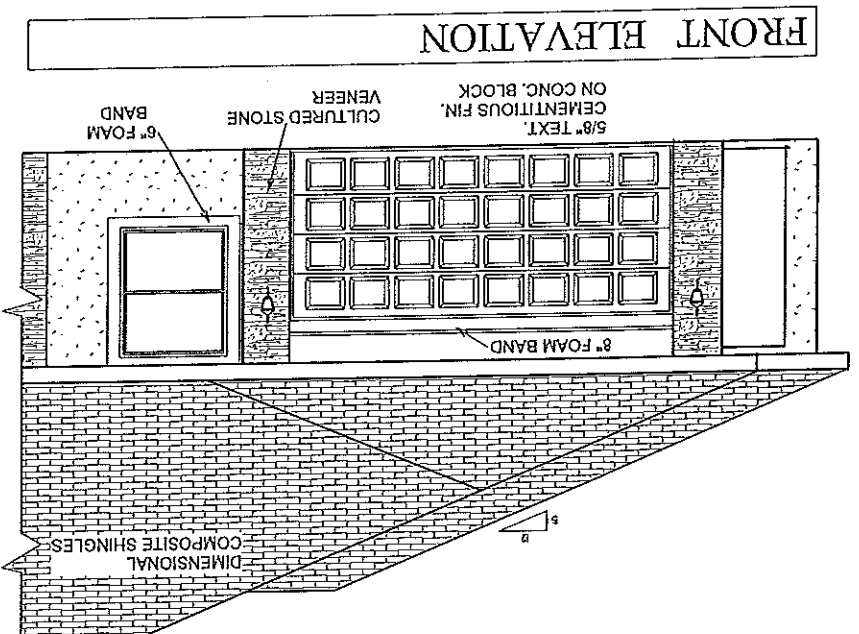 DIMENSIONAL
COMPOSITE SHINGLES
12
5
8" FOAM BAND
6" FOAM
BAND
CULTURED STONE
VENEER
5/8" TEXT.
CEMENTITIOUS FIN.
ON CONC. BLOCK
FRONT ELEVATION